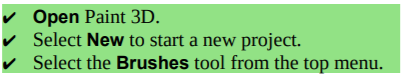 ✔ Open Paint 3D.
✔ Select New to start a new project.
✔ Select the Brushes tool from the top menu.